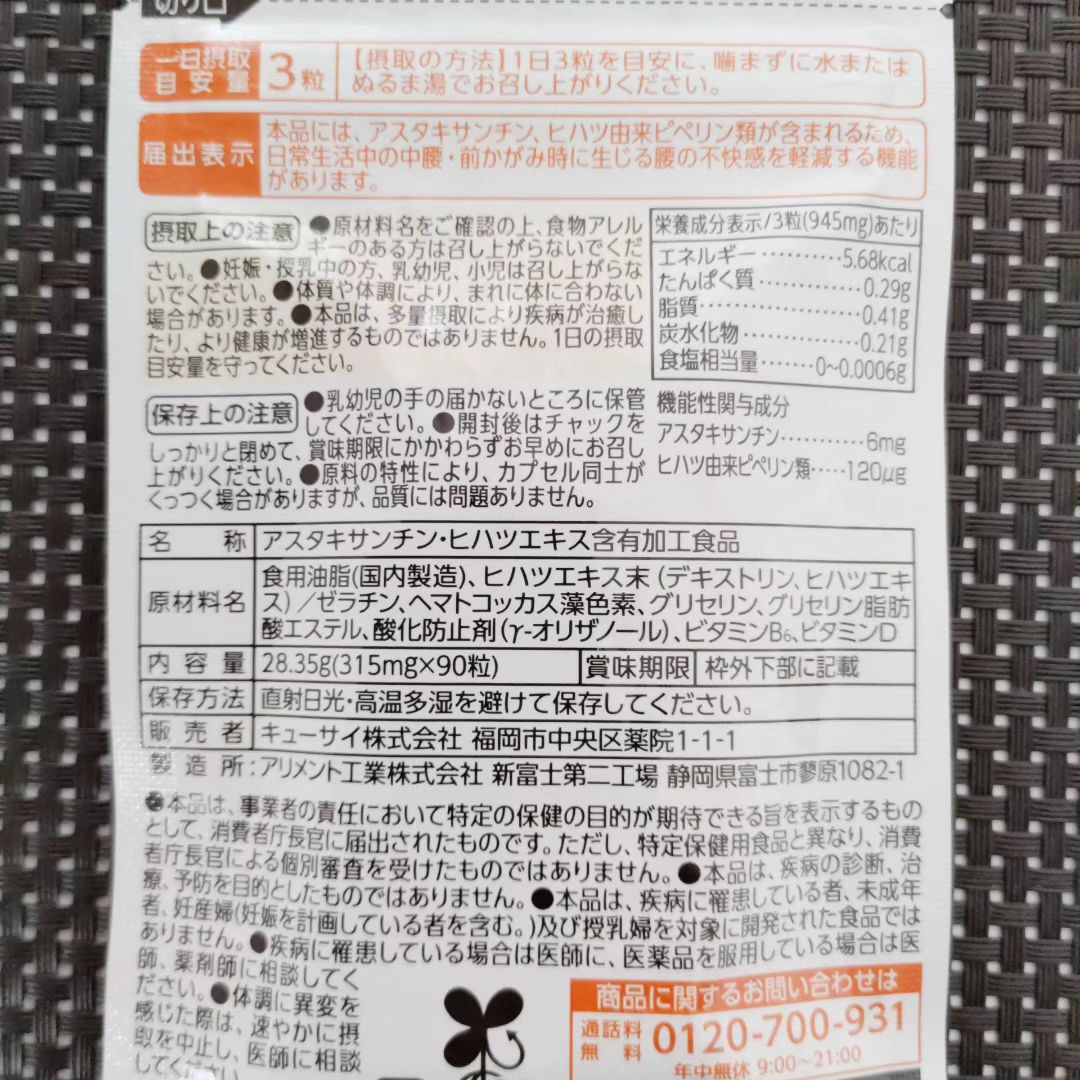 切り口
一日摂取目安量 3粒 【摂取の方法】1日3粒を目安に、噛まずに水または
ぬるま湯でお召し上がりください。
届出表示
本品には、アスタキサンチン、ヒハツ由来ピペリン類が含まれるため、
日常生活中の中腰・前かがみ時に生じる腰の不快感を軽減する機能
があります。
摂取上の注意 ●原材料名をご確認の上、食物アレル
ギーのある方は召し上がらないでくだ
さい。●妊娠・授乳中の方、乳幼児、小児は召し上がらな
いでください。●体質や体調により、まれに体に合わない
場合があります。●本品は、多量摂取により疾病が治癒し
たり、より健康が増進するものではありません。1日の摂取
目安量を守ってください。
保存上の注意 ●乳幼児の手の届かないところに保管
してください。●開封後はチャックを
しっかりと閉めて、賞味期限にかかわらずお早めにお召し
上がりください。●原料の特性により、カプセル同士が
くっつく場合がありますが、品質には問題ありません。
栄養成分表示/3粒(945mg)あたり
エネルギー··········5.68kcal
たんぱく質··············0.29g
脂質·····················0.41g
炭水化物················0.21g
食塩相当量······0~0.0006g
機能性関与成分
アスタキサンチン···········6mg
ヒハツ由来ピペリン類·····120μg
名称 アスタキサンチン・ヒハツエキス含有加工食品
原材料名 食用油脂(国内製造)、ヒハツエキス末(デキストリン、ヒハツエキ
ス)/ゼラチン、ヘマトコッカス藻色素、グリセリン、グリセリン脂肪
酸エステル、酸化防止剤(γ-オリザノール)、ビタミンB₆、ビタミンD
内容量 28.35g(315mg×90粒) 賞味期限 枠外下部に記載
保存方法 直射日光・高温多湿を避けて保存してください。
販売者 キューサイ株式会社 福岡市中央区薬院1-1-1
製造所:アリメント工業株式会社 新富士第二工場 静岡県富士市蓼原1082-1
●本品は、事業者の責任において特定の保健の目的が期待できる旨を表示するもの
として、消費者庁長官に届出されたものです。ただし、特定保健用食品と異なり、消費
者庁長官による個別審査を受けたものではありません。●本品は、疾病の診断、治
療、予防を目的としたものではありません。●本品は、疾病に罹患している者、未成年
者、妊産婦(妊娠を計画している者を含む。)及び授乳婦を対象に開発された食品では
ありません。●疾病に罹患している場合は医師に、医薬品を服用している場合は医
師、薬剤師に相談してく
ださい。●体調に異変を
感じた際は、速やかに摂
取を中止し、医師に相談
してください。
商品に関するお問い合わせは
通話料無料 0120-700-931
年中無休 9:00~21:00